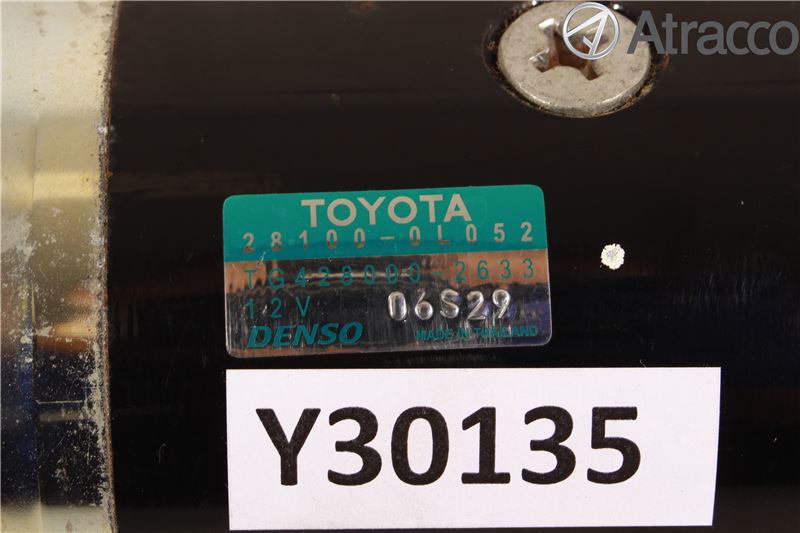 Atracco
TOYOTA
28100-0L052
TG428000-2633
12V 06S29
DENSO MADE IN THAILAND
Y30135